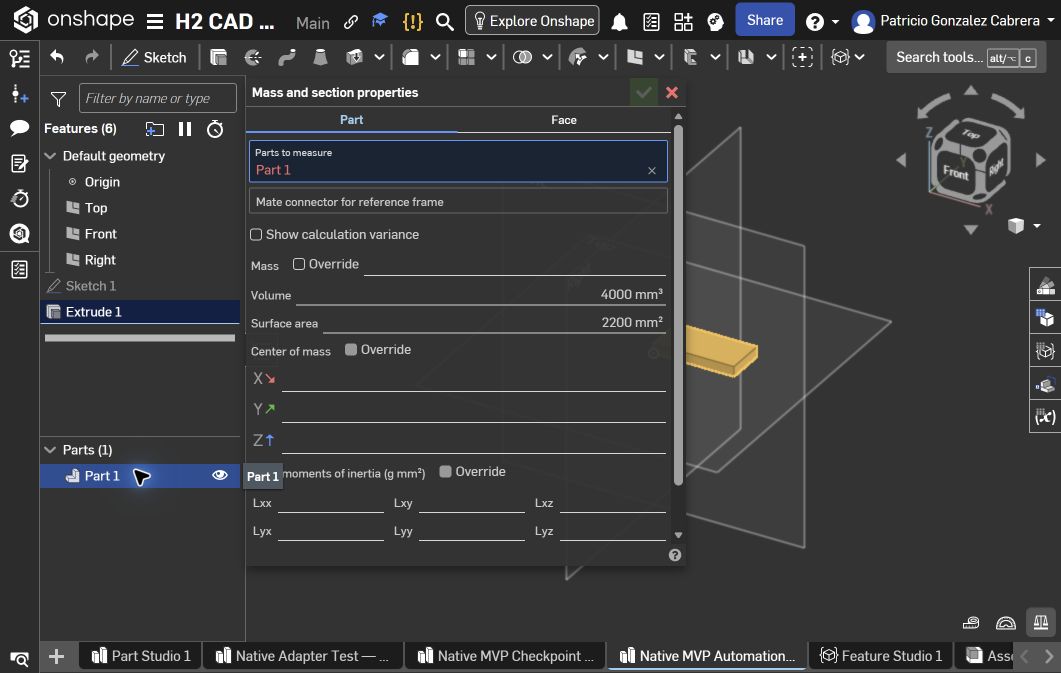 onshape H2 CAD ... Main Explore Onshape Share Patricio Gonzalez Cabrera
Sketch Search tools... alt/⌥ c
Filter by name or type
Features (6)
Default geometry
Origin
Top
Front
Right
Sketch 1
Extrude 1
Parts (1)
Part 1
Part 1
Mass and section properties
Part Face
Parts to measure
Part 1
Mate connector for reference frame
Show calculation variance
Mass Override
Volume 4000 mm³
Surface area 2200 mm²
Center of mass Override
X
Y
Z
moments of inertia (g mm²) Override
Lxx Lxy Lxz
Lyx Lyy Lyz
Z
Top
Y
Front Right
X
Part Studio 1 Native Adapter Test — ... Native MVP Checkpoint ... Native MVP Automation... Feature Studio 1 Ass